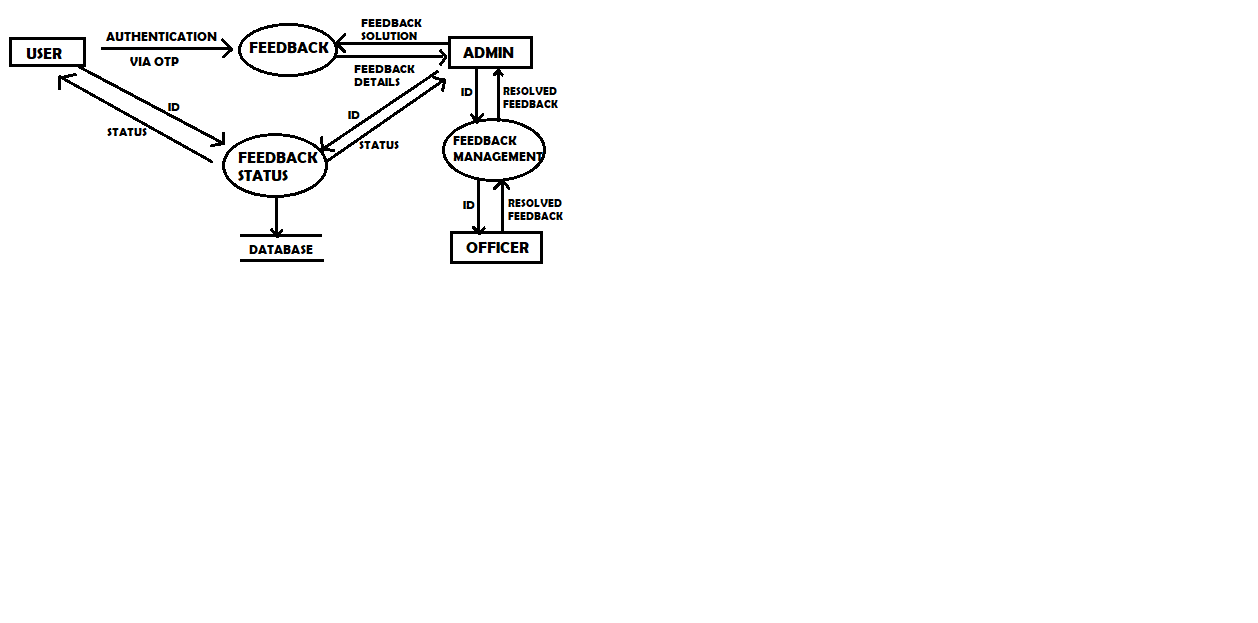 USER
AUTHENTICATION
VIA OTP
FEEDBACK
FEEDBACK
SOLUTION
FEEDBACK
DETAILS
ADMIN
ID
STATUS
ID
STATUS
ID
RESOLVED
FEEDBACK
FEEDBACK
STATUS
FEEDBACK
MANAGEMENT
ID
RESOLVED
FEEDBACK
DATABASE
OFFICER